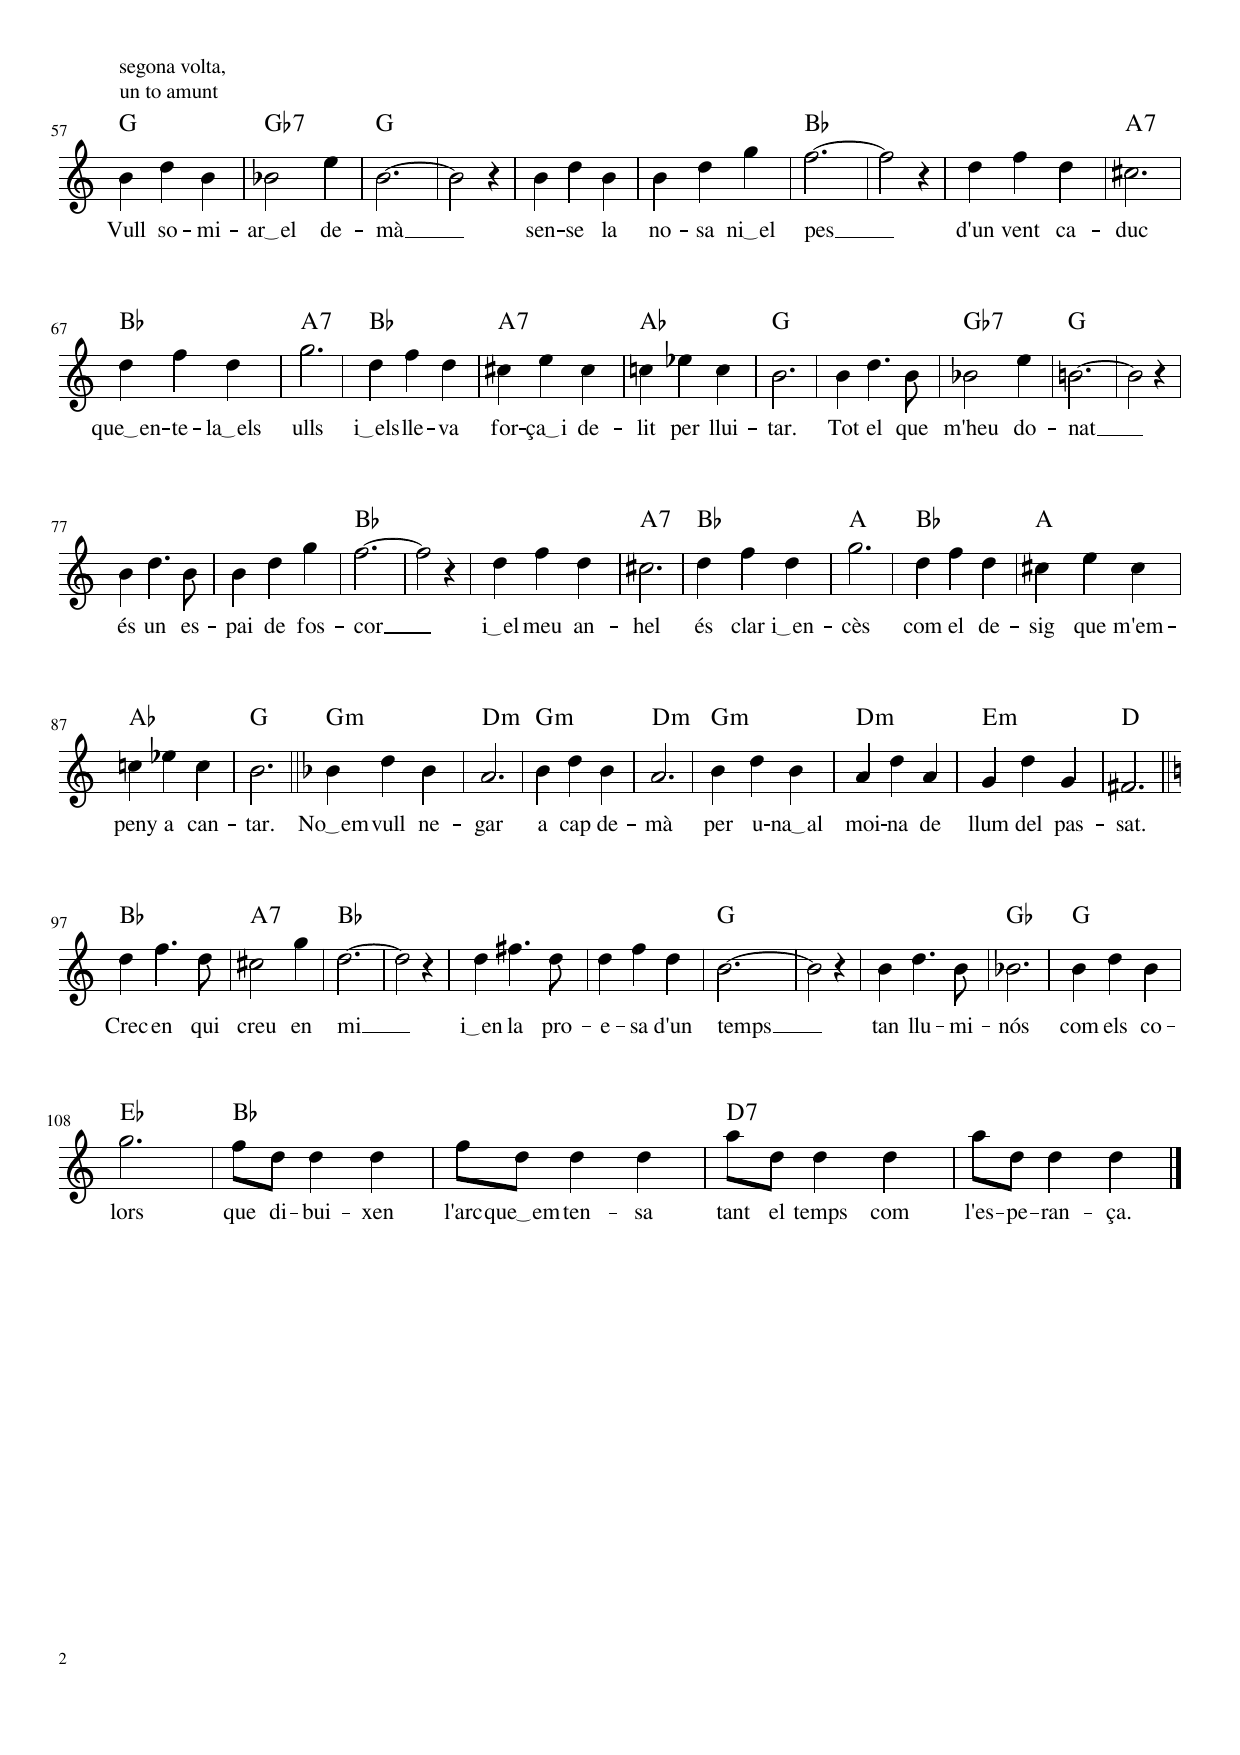 segona volta,
un to amunt
57 G G♭7 G B♭ A7
Vull so – mi – ar‿el de – mà____ sen–se la no – sa ni‿el pes____ d'un vent ca – duc
67 B♭ A7 B♭ A7 A♭ G G♭7 G
que‿en–te–la‿els ulls i‿els lle–va for–ça‿i de – lit per llui – tar. Tot el que m'heu do – nat____
77 B♭ A7 B♭ A B♭ A
és un es – pai de fos – cor____ i‿el meu an – hel és clar i‿en – cès com el de – sig que m'em –
87 A♭ G Gm Dm Gm Dm Gm Dm Em D
peny a can – tar. No‿em vull ne – gar a cap de – mà per u-na‿al moi-na de llum del pas – sat.
97 B♭ A7 B♭ G G♭ G
Crec en qui creu en mi____ i‿en la pro – e – sa d'un temps____ tan llu – mi – nós com els co –
108 E♭ B♭ D7
lors que di – bui – xen l'arc que‿em ten – sa tant el temps com l'es – pe – ran – ça.
2